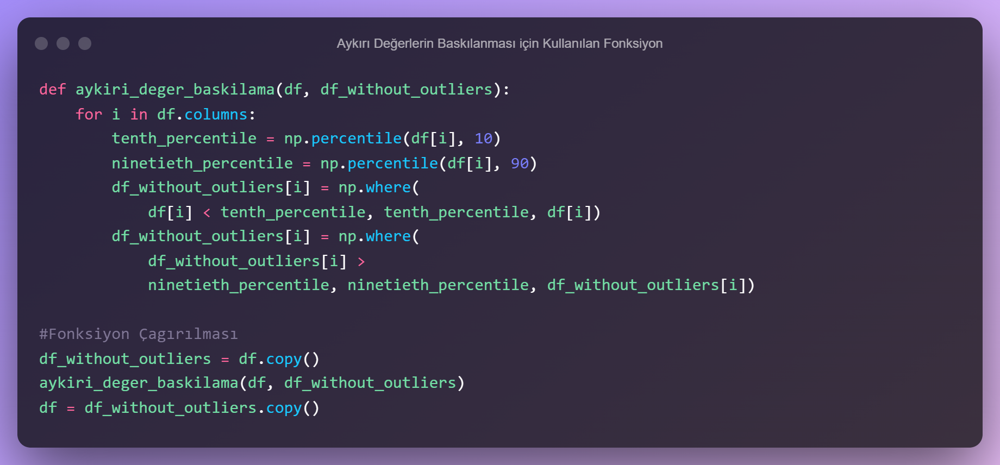 Aykırı Değerlerin Baskılanması için Kullanılan Fonksiyon
def aykiri_deger_baskilama(df, df_without_outliers):
    for i in df.columns:
        tenth_percentile = np.percentile(df[i], 10)
        ninetieth_percentile = np.percentile(df[i], 90)
        df_without_outliers[i] = np.where(
            df[i] < tenth_percentile, tenth_percentile, df[i])
        df_without_outliers[i] = np.where(
            df_without_outliers[i] >
            ninetieth_percentile, ninetieth_percentile, df_without_outliers[i])
#Fonksiyon Çagırılması
df_without_outliers = df.copy()
aykiri_deger_baskilama(df, df_without_outliers)
df = df_without_outliers.copy()